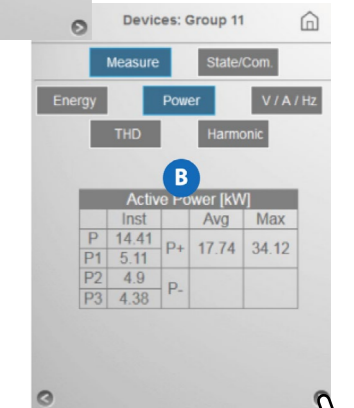 Devices: Group 11
Measure State/Com.
Energy Power V / A / Hz
THD Harmonic
B
Active Power [kW]
Inst Avg Max
P 14.41 P+ 17.74 34.12
P1 5.11
P2 4.9 P-
P3 4.38